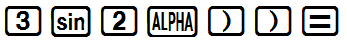 3 sin 2 ALPHA ) ) =